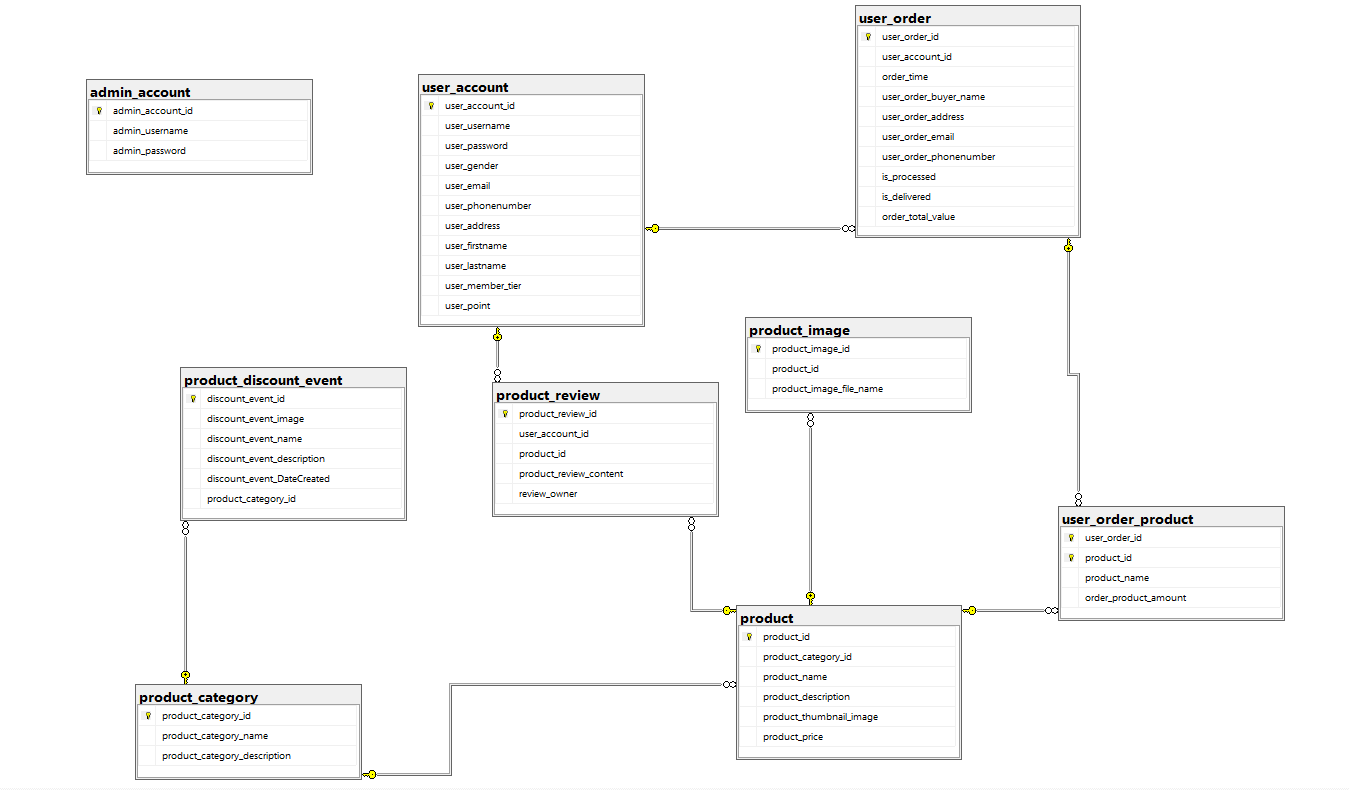 user_order
user_order_id
user_account_id
order_time
user_order_buyer_name
user_order_address
user_order_email
user_order_phonenumber
is_processed
is_delivered
order_total_value
admin_account
admin_account_id
admin_username
admin_password
user_account
user_account_id
user_username
user_password
user_gender
user_email
user_phonenumber
user_address
user_firstname
user_lastname
user_member_tier
user_point
product_image
product_image_id
product_id
product_image_file_name
product_discount_event
discount_event_id
discount_event_image
discount_event_name
discount_event_description
discount_event_DateCreated
product_category_id
product_review
product_review_id
user_account_id
product_id
product_review_content
review_owner
user_order_product
user_order_id
product_id
product_name
order_product_amount
product
product_id
product_category_id
product_name
product_description
product_thumbnail_image
product_price
product_category
product_category_id
product_category_name
product_category_description